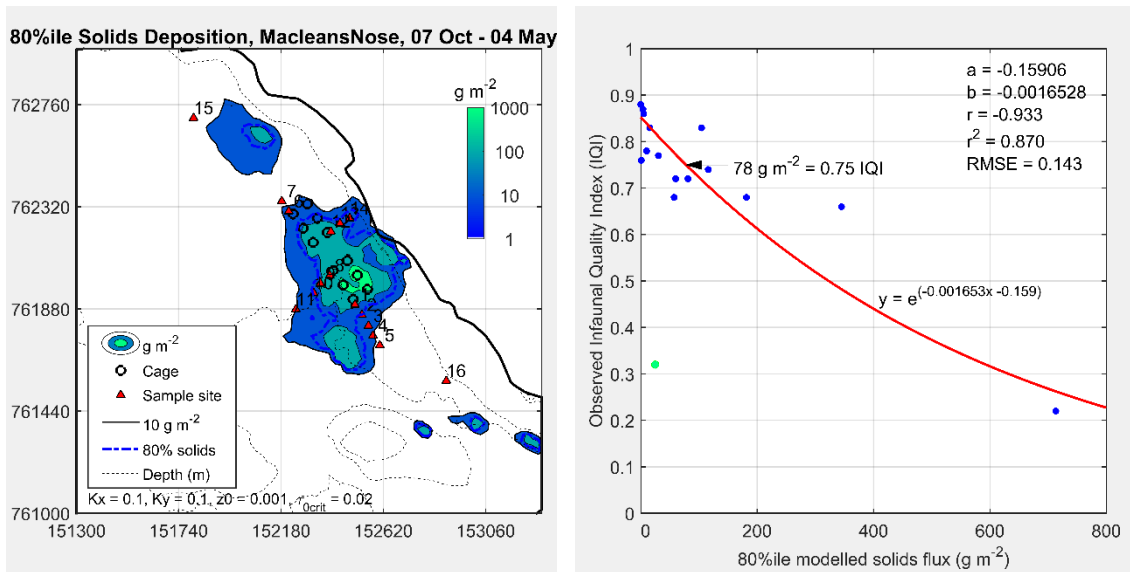 80%ile Solids Deposition, MacleansNose, 07 Oct - 04 May
g m-2
1000
100
10
1
762760
762320
761880
761440
761000
151300
151740
152180
152620
153060
15
7
14
11
2
4
5
16
g m-2
Cage
Sample site
10 g m-2
80% solids
Depth (m)
Kx = 0.1, Ky = 0.1, z0 = 0.001, τ0crit = 0.02
Observed Infaunal Quality Index (IQI)
1
0.9
0.8
0.7
0.6
0.5
0.4
0.3
0.2
0.1
0
a = -0.15906
b = -0.0016528
r = -0.933
r2 = 0.870
RMSE = 0.143
78 g m-2 = 0.75 IQI
y = e(-0.001653x -0.159)
0
200
400
600
800
80%ile modelled solids flux (g m-2)